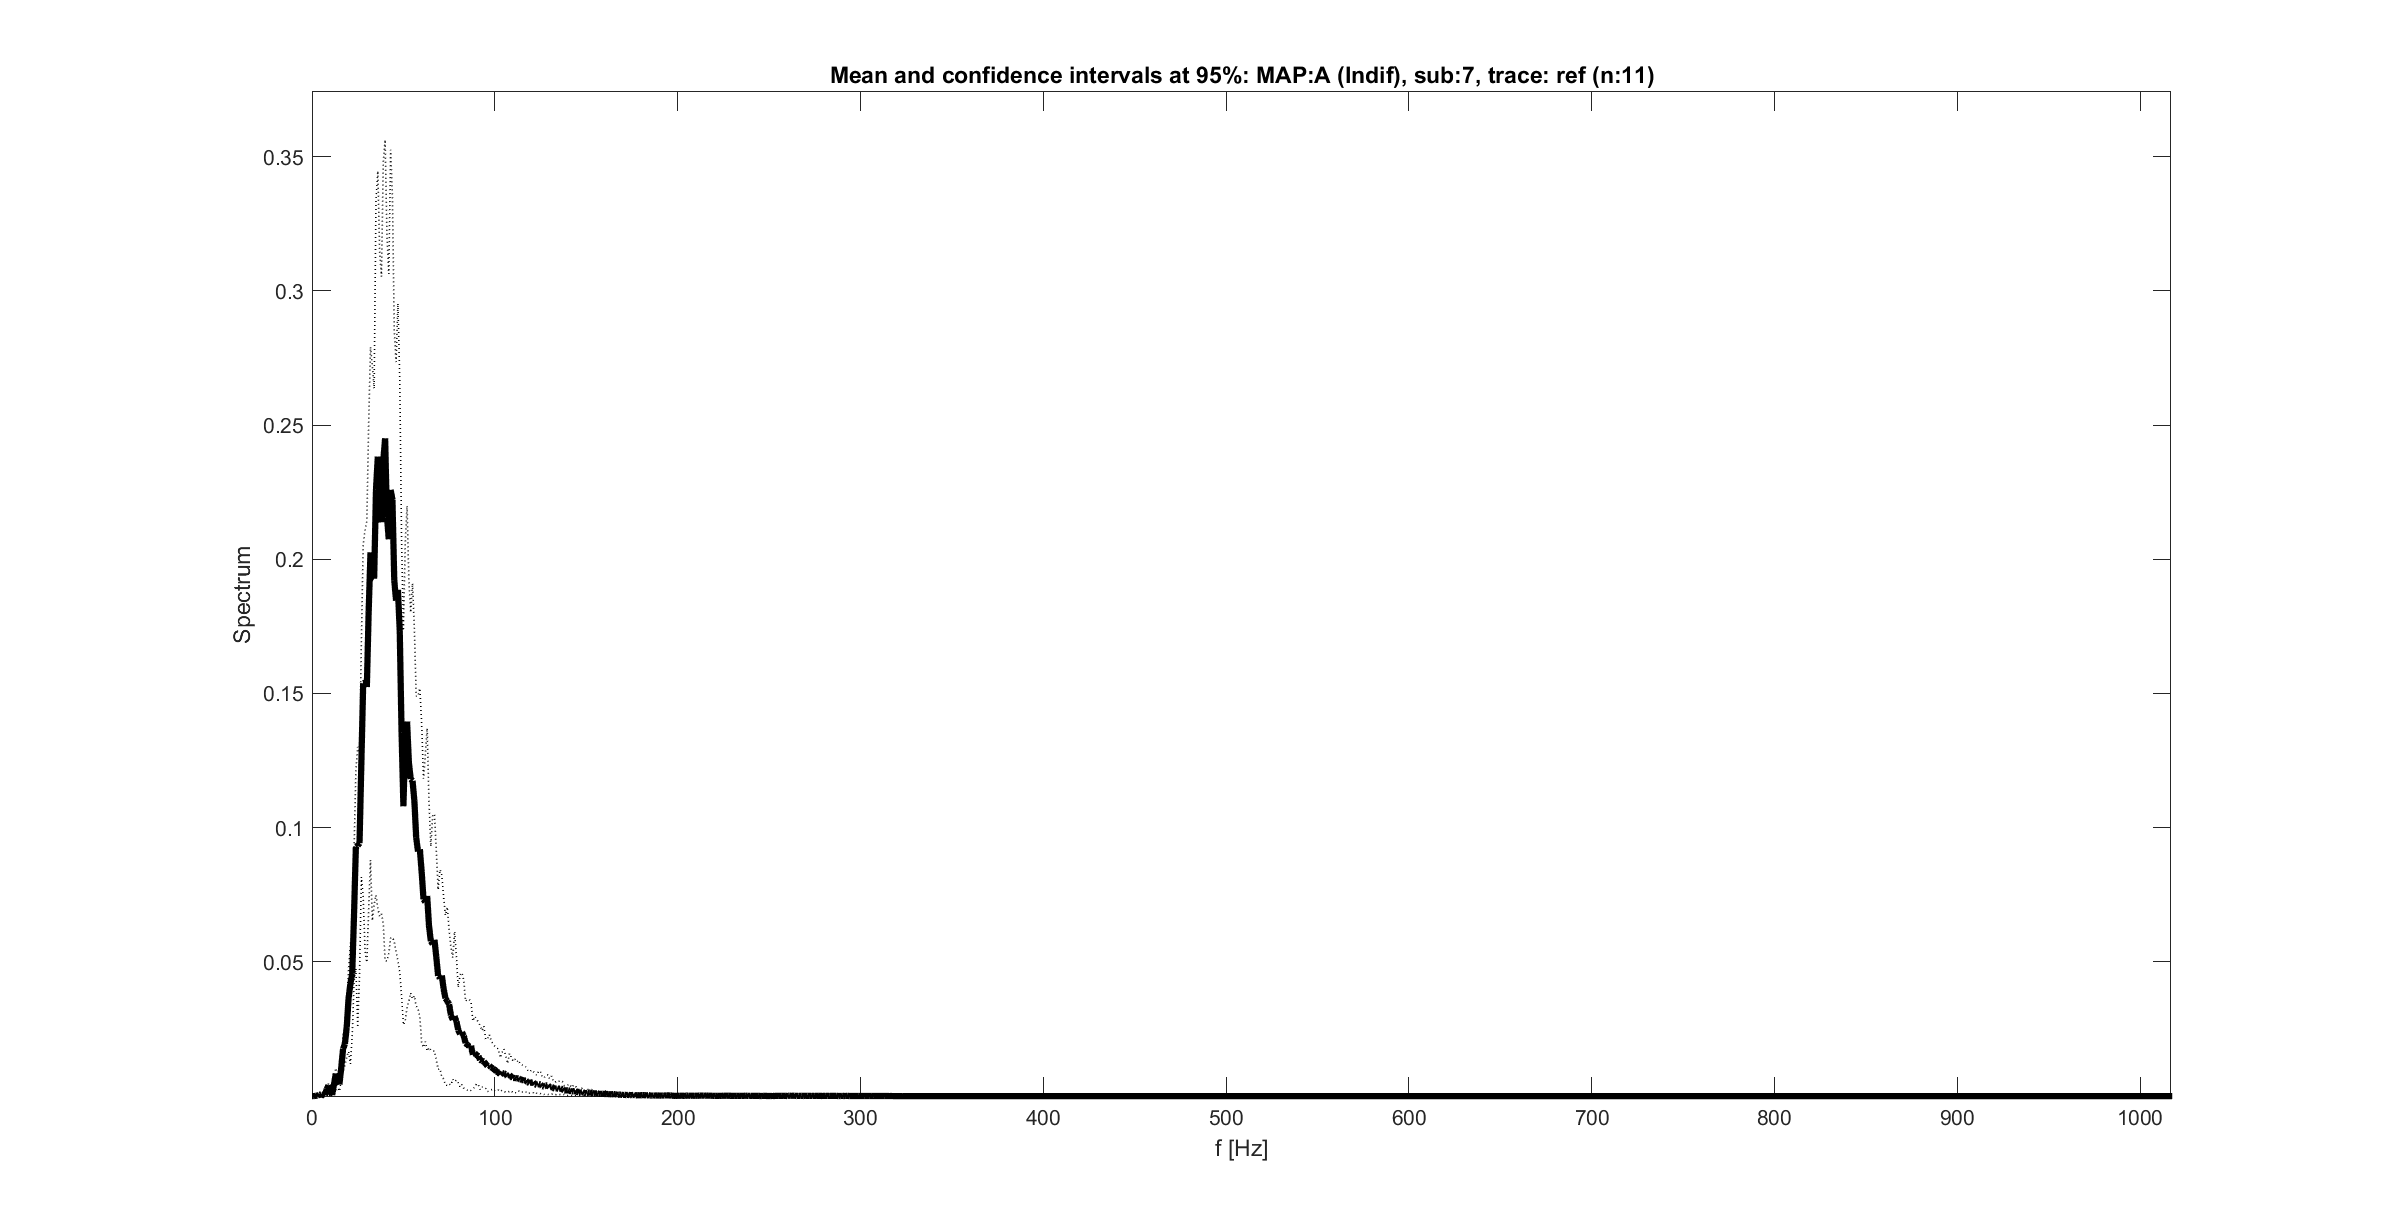 Mean and confidence intervals at 95%: MAP:A (Indif), sub:7, trace: ref (n:11)
0.35
0.3
0.25
0.2
0.15
0.1
0.05
Spectrum
0 100 200 300 400 500 600 700 800 900 1000
f [Hz]